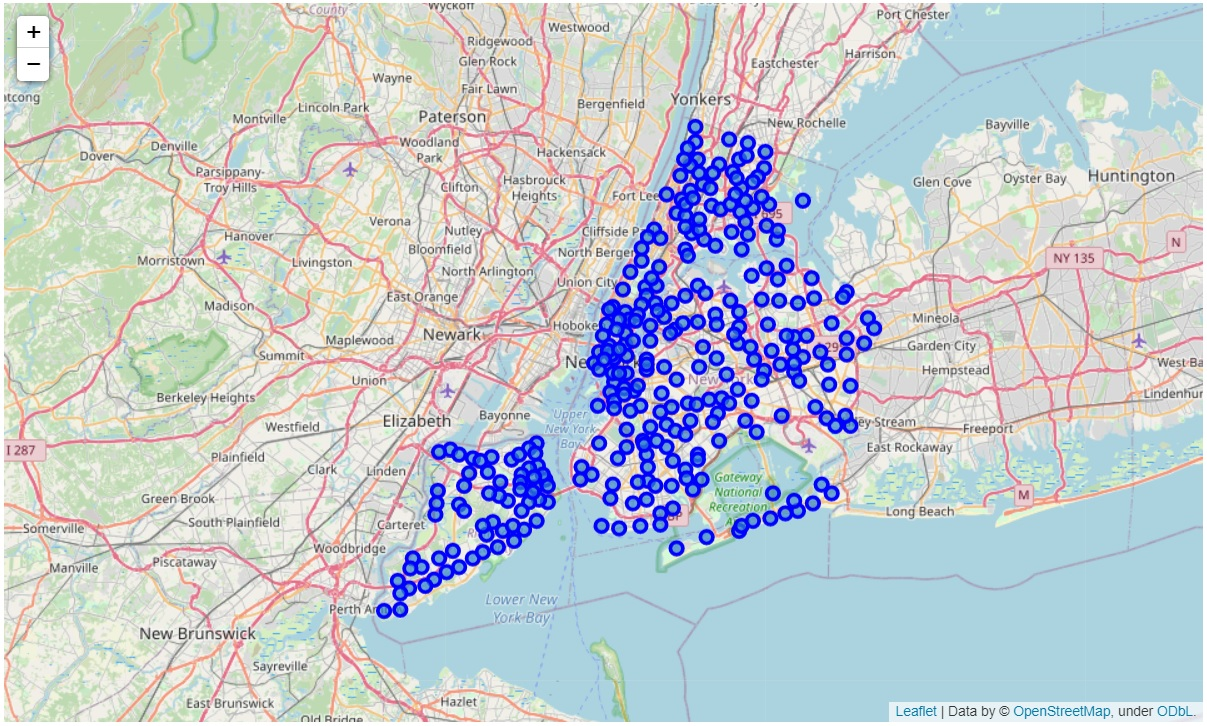 County
Wyckoff
Westwood
Port Chester
Ridgewood
Harrison
Glen Rock
Eastchester
Wayne
Fair Lawn
atcong
Lincoln Park
Bergenfield
Yonkers
Montville
Paterson
New Rochelle
Bayville
Denville
Woodland
Park
Hackensack
Dover
Parsippany-
Troy Hills
Clifton
Hasbrouck
Heights
Fort Lee
Glen Cove
Oyster Bay
Huntington
Verona
Nutley
Cliffside
695
Hanover
Bloomfield
North Bergen
N
Morristown
Livingston
North Arlington
Union City
NY 135
East Orange
Madison
Newark
Mineola
Maplewood
Summit
Garden City
West Ba
Union
Hempstead
Berkeley Heights
Lindenhur
Elizabeth
Bayonne
Upper
New York
Bay
Westfield
Freeport
I 287
East Rockaway
Plainfield
Clark
Linden
Gateway
National
Recreation
M
Green Brook
Long Beach
Somerville
South Plainfield
Carteret
Woodbridge
Manville
Piscataway
Perth
Lower New
York Bay
New Brunswick
Sayreville
East Brunswick
Hazlet
Old Bridge
+
−
Leaflet | Data by © OpenStreetMap, under ODbL.